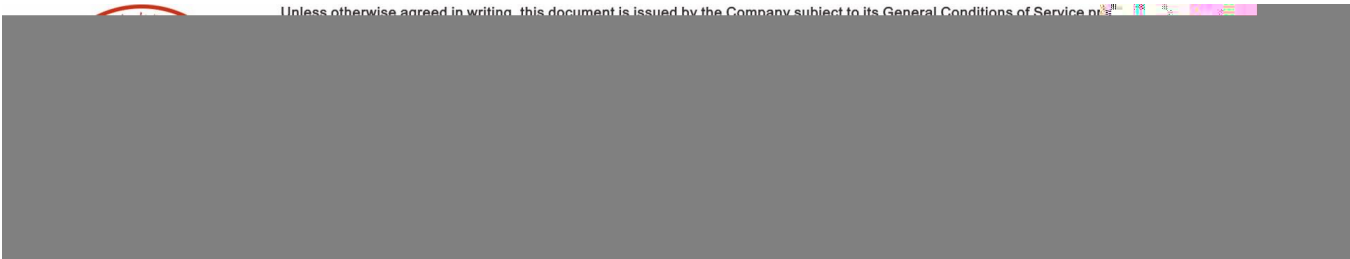 Unless otherwise agreed in writing, this document is issued by the Company subject to its General Conditions of Service